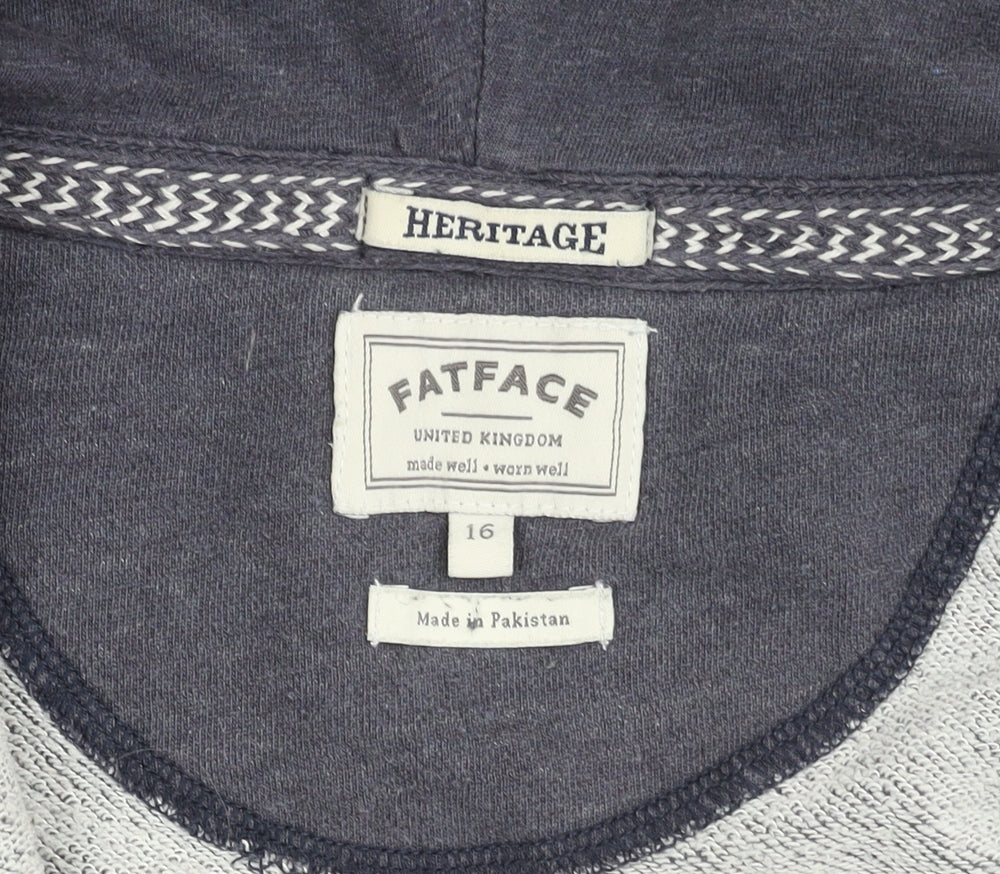 HERITAGE
FATFACE
UNITED KINGDOM
made well • worn well
16
Made in Pakistan